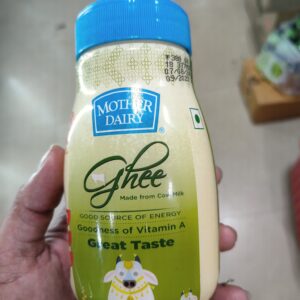 MOTHER
DAIRY
®
Ghee
Made from Cow Milk
GOOD SOURCE OF ENERGY
Goodness of Vitamin A
Great Taste